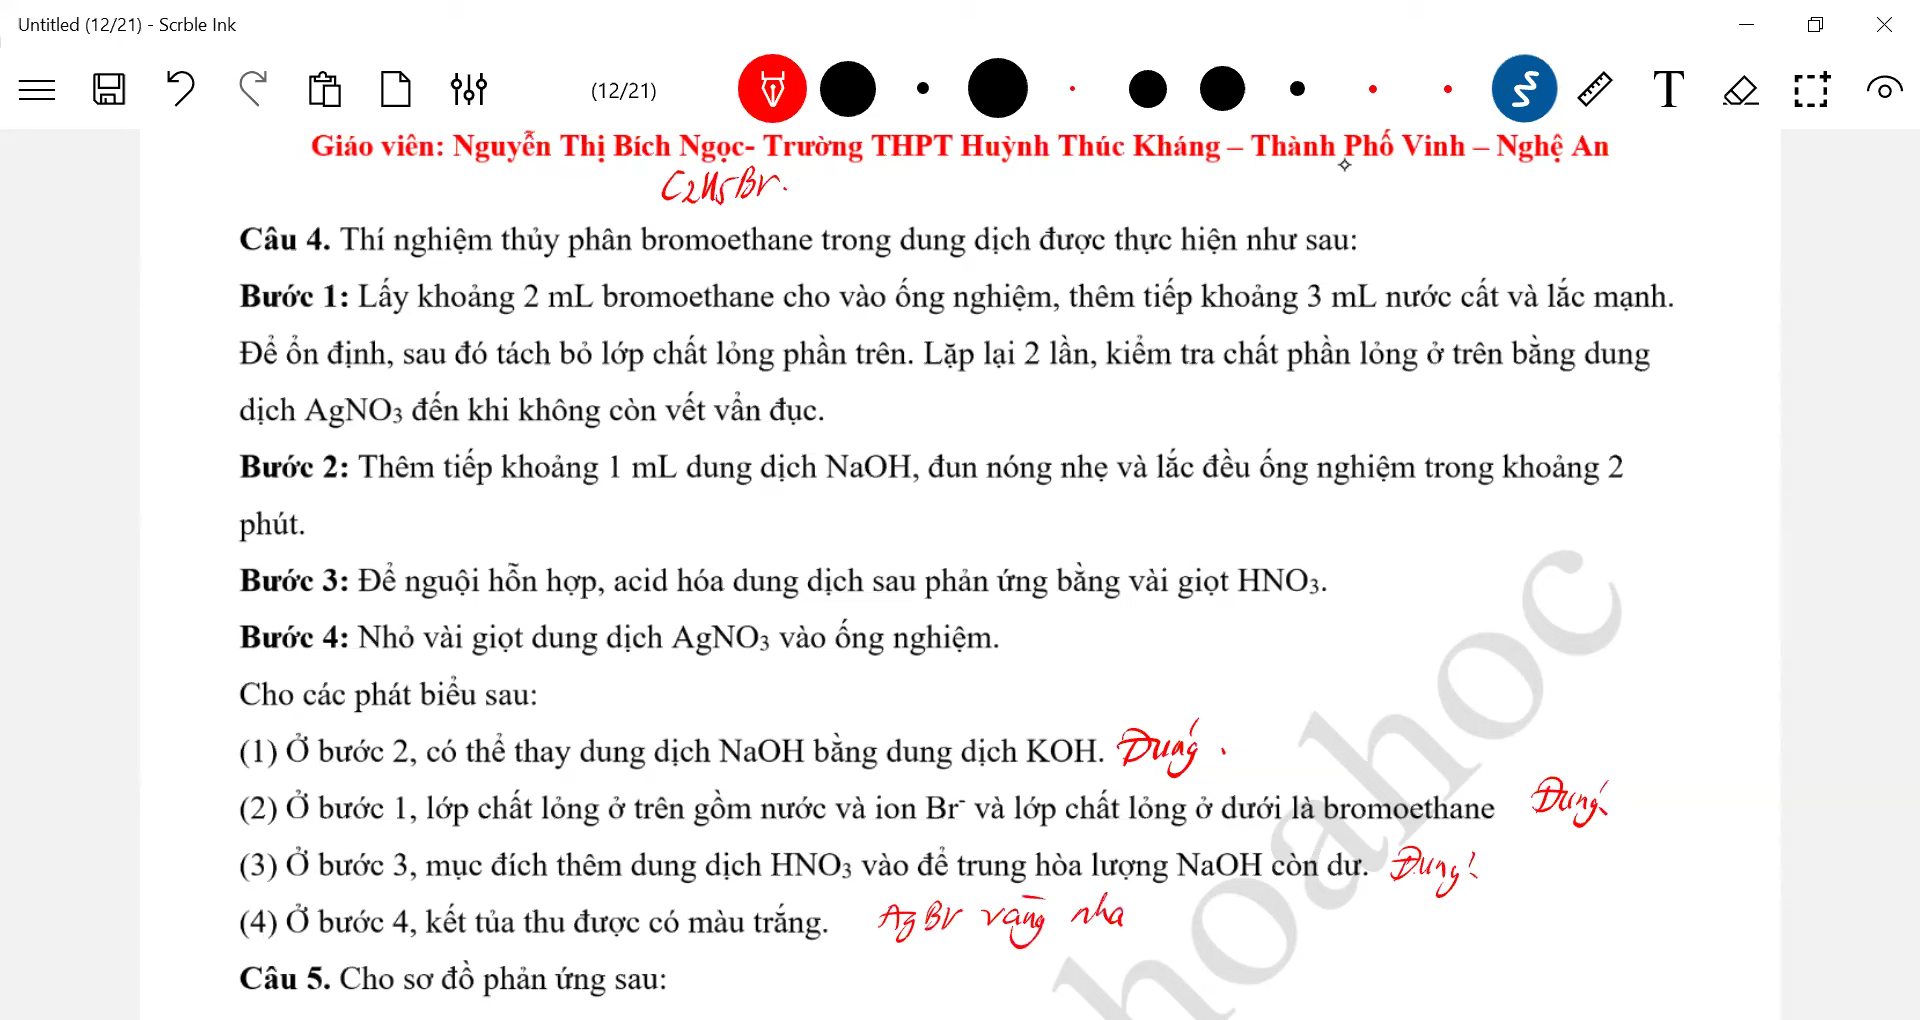 Untitled (12/21) - Scrble Ink
(12/21)
T
Giáo viên: Nguyễn Thị Bích Ngọc- Trường THPT Huỳnh Thúc Kháng – Thành Phố Vinh – Nghệ An
C2H5Br.
Câu 4. Thí nghiệm thủy phân bromoethane trong dung dịch được thực hiện như sau:
Bước 1: Lấy khoảng 2 mL bromoethane cho vào ống nghiệm, thêm tiếp khoảng 3 mL nước cất và lắc mạnh.
Để ổn định, sau đó tách bỏ lớp chất lỏng phần trên. Lặp lại 2 lần, kiểm tra chất phần lỏng ở trên bằng dung
dịch AgNO₃ đến khi không còn vết vẩn đục.
Bước 2: Thêm tiếp khoảng 1 mL dung dịch NaOH, đun nóng nhẹ và lắc đều ống nghiệm trong khoảng 2
phút.
Bước 3: Để nguội hỗn hợp, acid hóa dung dịch sau phản ứng bằng vài giọt HNO₃.
Bước 4: Nhỏ vài giọt dung dịch AgNO₃ vào ống nghiệm.
Cho các phát biểu sau:
(1) Ở bước 2, có thể thay dung dịch NaOH bằng dung dịch KOH. Đúng.
(2) Ở bước 1, lớp chất lỏng ở trên gồm nước và ion Br⁻ và lớp chất lỏng ở dưới là bromoethane Đúng
(3) Ở bước 3, mục đích thêm dung dịch HNO₃ vào để trung hòa lượng NaOH còn dư. Đúng
(4) Ở bước 4, kết tủa thu được có màu trắng. AgBr vàng nhạ
Câu 5. Cho sơ đồ phản ứng sau:
hoahoc